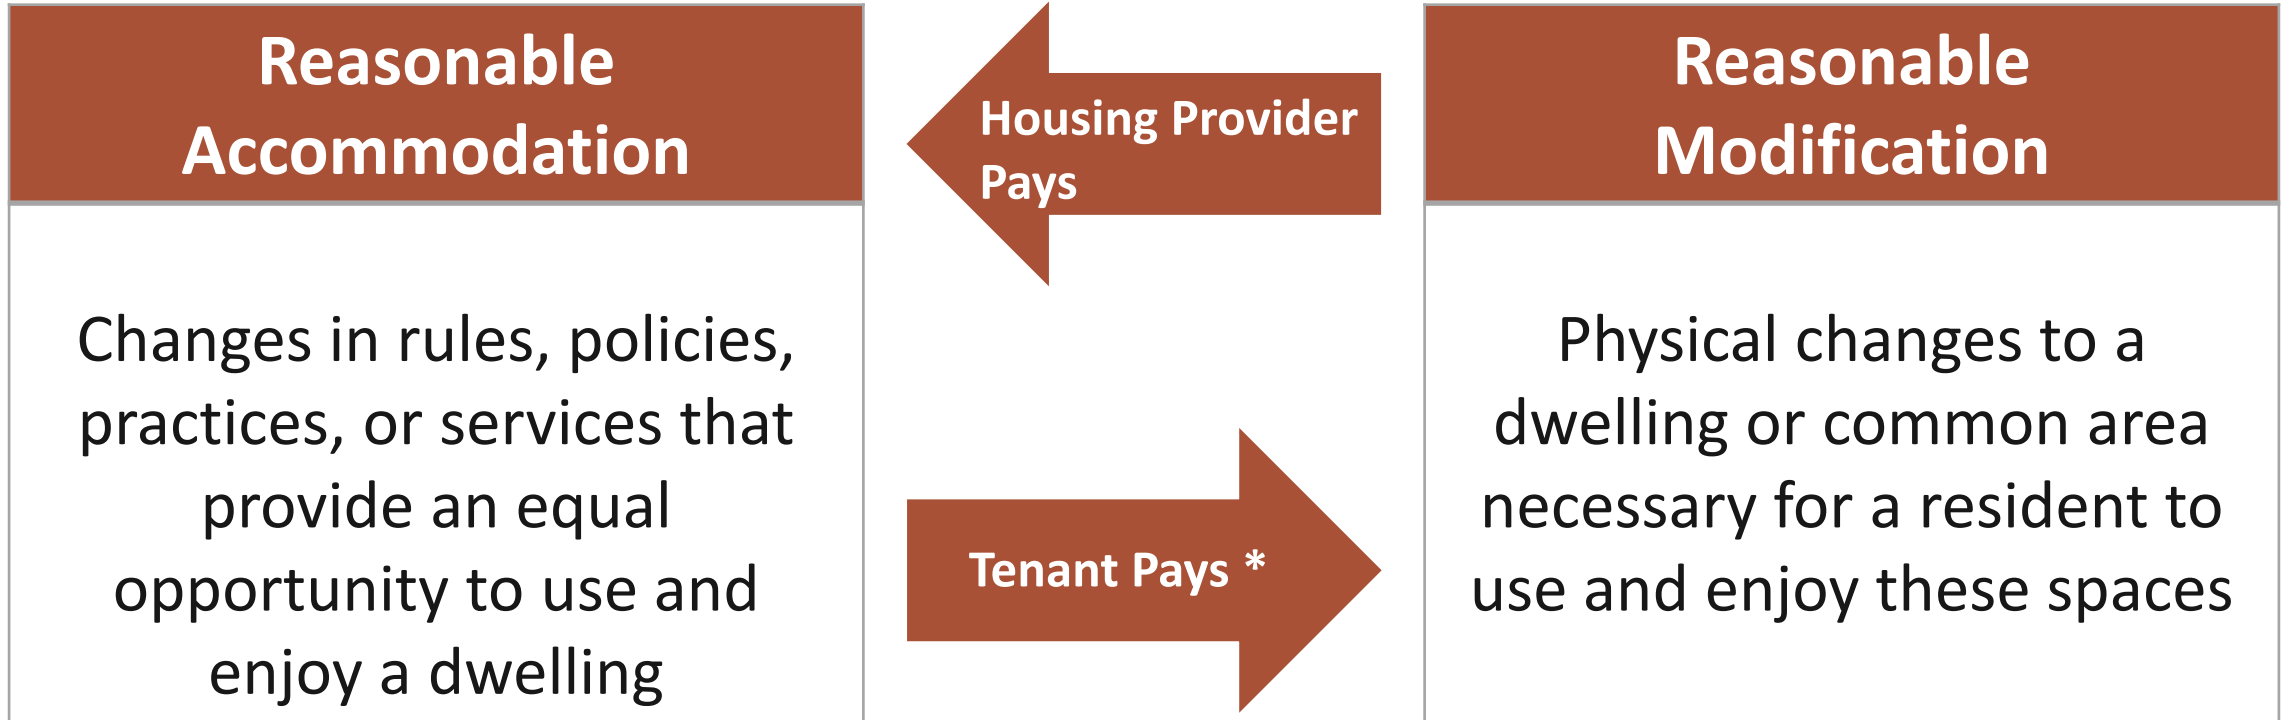 Reasonable
Accommodation
Changes in rules, policies,
practices, or services that
provide an equal
opportunity to use and
enjoy a dwelling
Housing Provider
Pays
Tenant Pays *
Reasonable
Modification
Physical changes to a
dwelling or common area
necessary for a resident to
use and enjoy these spaces